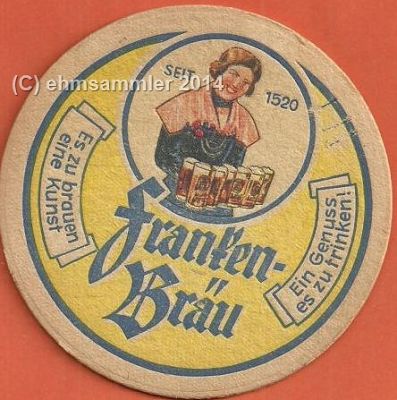 (C) ehmsammler 2014
SEIT 1520
Es zu brauen
eine Kunst
Franken-
Bräu
Ein Genuss
es zu trinken!